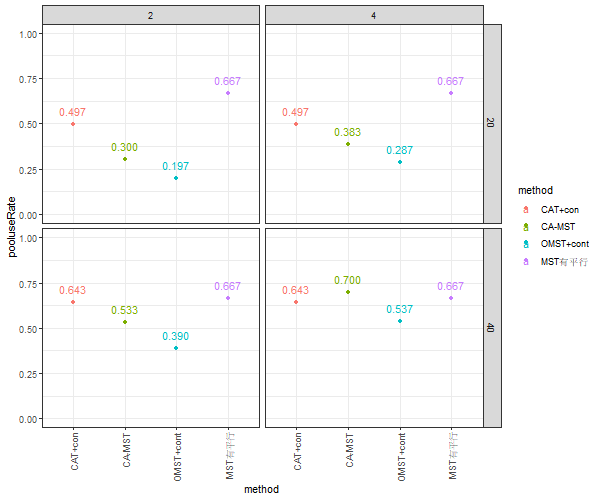 2
4
1.00
0.75
0.50
0.25
0.00
0.497
0.300
0.197
0.667
0.497
0.383
0.287
0.667
20
pooluseRate
1.00
0.75
0.50
0.25
0.00
0.643
0.533
0.390
0.667
0.643
0.700
0.537
0.667
40
CAT+con
CA-MST
OMST+cont
MST有平行
CAT+con
CA-MST
OMST+cont
MST有平行
method
method
a CAT+con
a CA-MST
a OMST+cont
a MST有平行